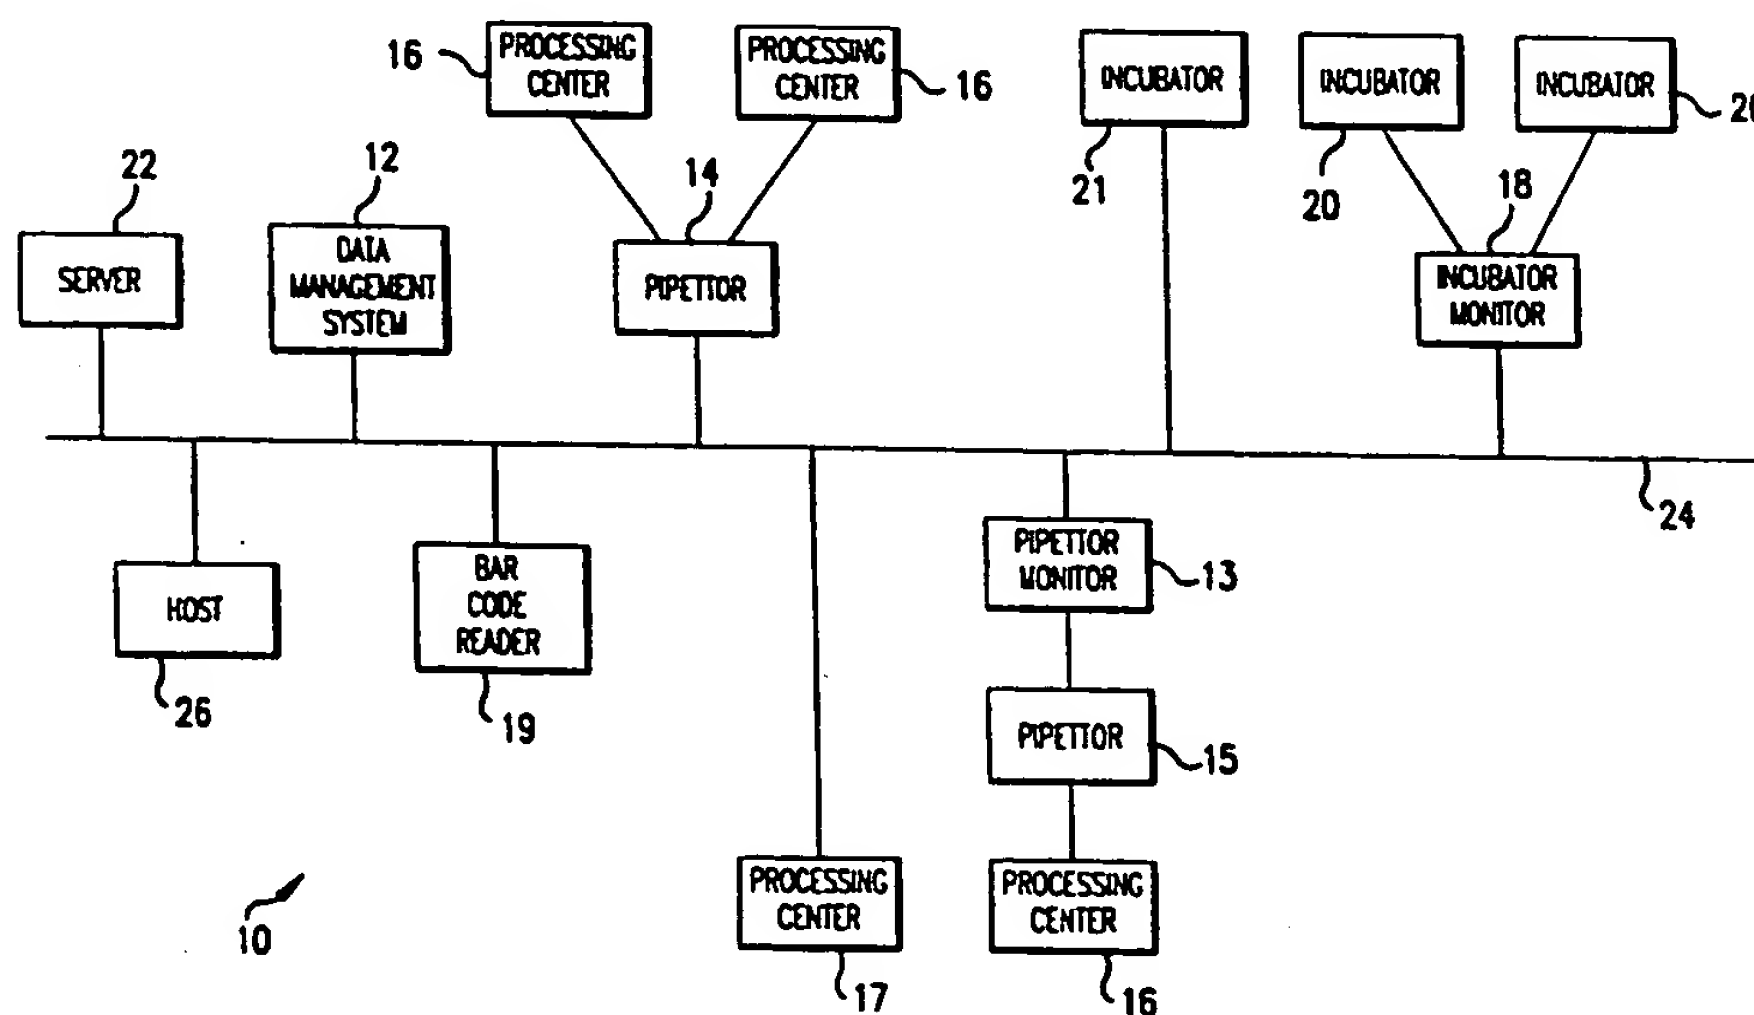 16
PROCESSING
CENTER
PROCESSING
CENTER
16
INCUBATOR
21
INCUBATOR
20
INCUBATOR
22
SERVER
12
DATA
MANAGEMENT
SYSTEM
14
PIPETTOR
18
INCUBATOR
MONITOR
24
HOST
26
BAR
CODE
READER
19
PIPETTOR
MONITOR
13
PIPETTOR
15
PROCESSING
CENTER
17
PROCESSING
CENTER
16
10